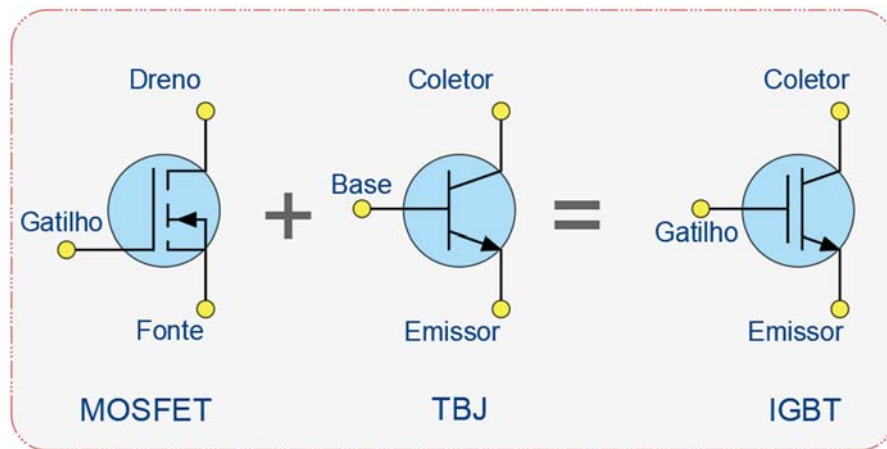 Dreno
Coletor
Coletor
Base
Gatilho
Gatilho
Fonte
Emissor
Emissor
MOSFET
TBJ
IGBT